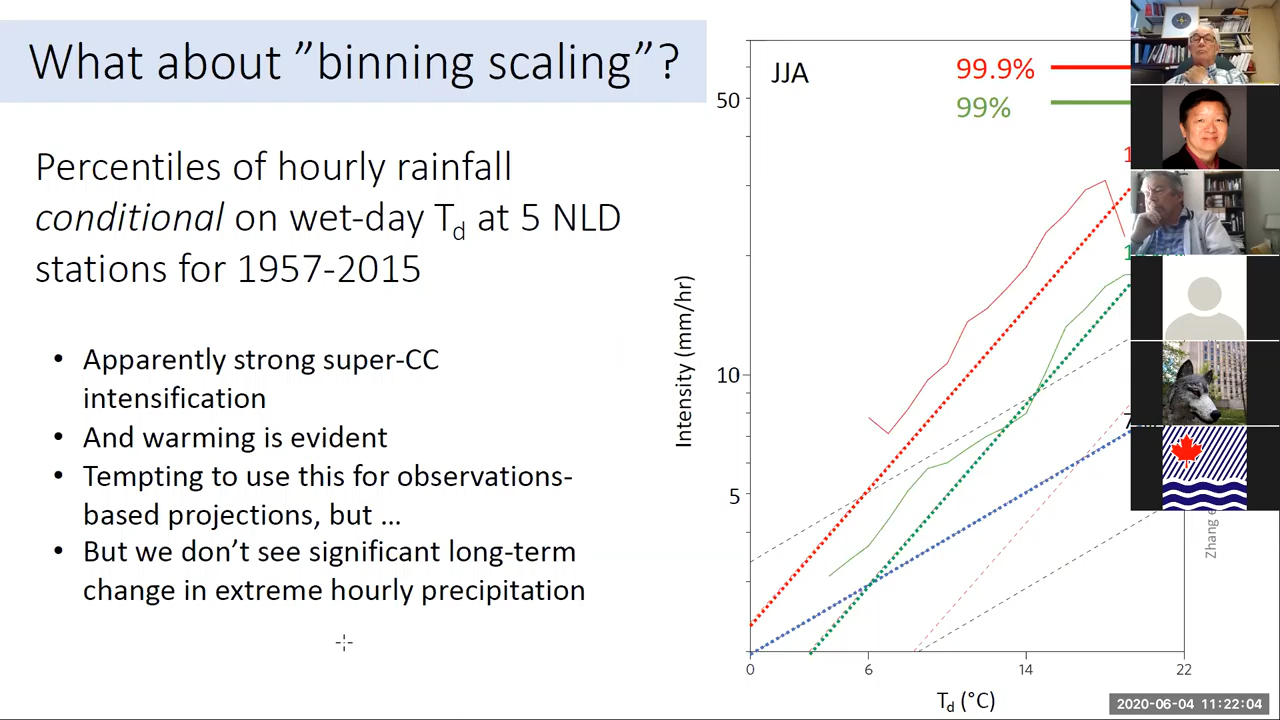 What about ”binning scaling”?
Percentiles of hourly rainfall
conditional on wet-day Td at 5 NLD
stations for 1957-2015
• Apparently strong super-CC
intensification
• And warming is evident
• Tempting to use this for observations-
based projections, but …
• But we don’t see significant long-term
change in extreme hourly precipitation
JJA
99.9%
99%
50
10
5
Intensity (mm/hr)
0
6
14
22
Td (°C)
Zhang
2020-06-04 11:22:04